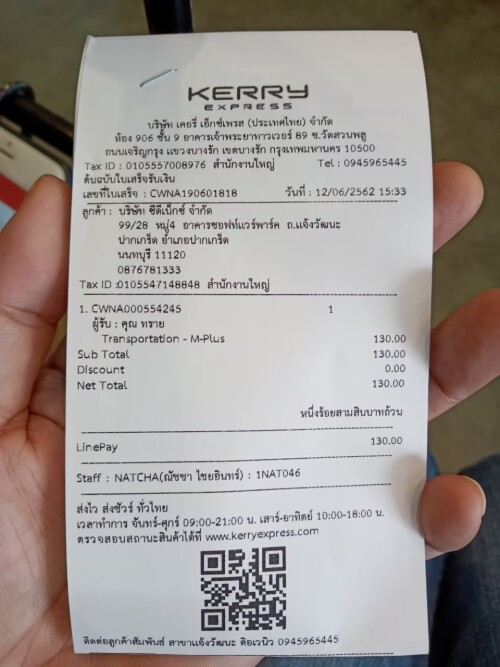 KERRY
EXPRESS
บริษัท เคอรี่ เอ็กซ์เพรส (ประเทศไทย) จำกัด
ห้อง 906 ชั้น 9 อาคารเจ้าพระยาทาวเวอร์ 89 ซ.วัดสวนพลู
ถนนเจริญกรุง แขวงบางรัก เขตบางรัก กรุงเทพมหานคร 10500
Tax ID : 0105557008976 สำนักงานใหญ่ Tel : 0945965445
ต้นฉบับใบเสร็จรับเงิน
เลขที่ใบเสร็จ : CWNA190601818 วันที่ : 12/06/2562 15:33
ลูกค้า : บริษัท ซีดีเน็กซ์ จำกัด
99/28 หมู่4 อาคารซอฟท์แวร์พาร์ค ถ.แจ้งวัฒนะ
ปากเกร็ด อำเภอปากเกร็ด
นนทบุรี 11120
0876781333
Tax ID :0105547148848 สำนักงานใหญ่
1. CWNA000554245 1
ผู้รับ : คุณ ทราย
Transportation - M-Plus 130.00
Sub Total 130.00
Discount 0.00
Net Total 130.00
หนึ่งร้อยสามสิบบาทถ้วน
LinePay 130.00
Staff : NATCHA(ณัชชา ไชยอินทร์) : 1NAT046
ส่งไว ส่งชัวร์ ทั่วไทย
เวลาทำการ จันทร์-ศุกร์ 09:00-21:00 น. เสาร์-อาทิตย์ 10:00-18:00 น.
ตรวจสอบสถานะสินค้าได้ที่ www.kerryexpress.com
ติดต่อลูกค้าสัมพันธ์ สาขาแจ้งวัฒนะ ดิอเวนิว 0945965445